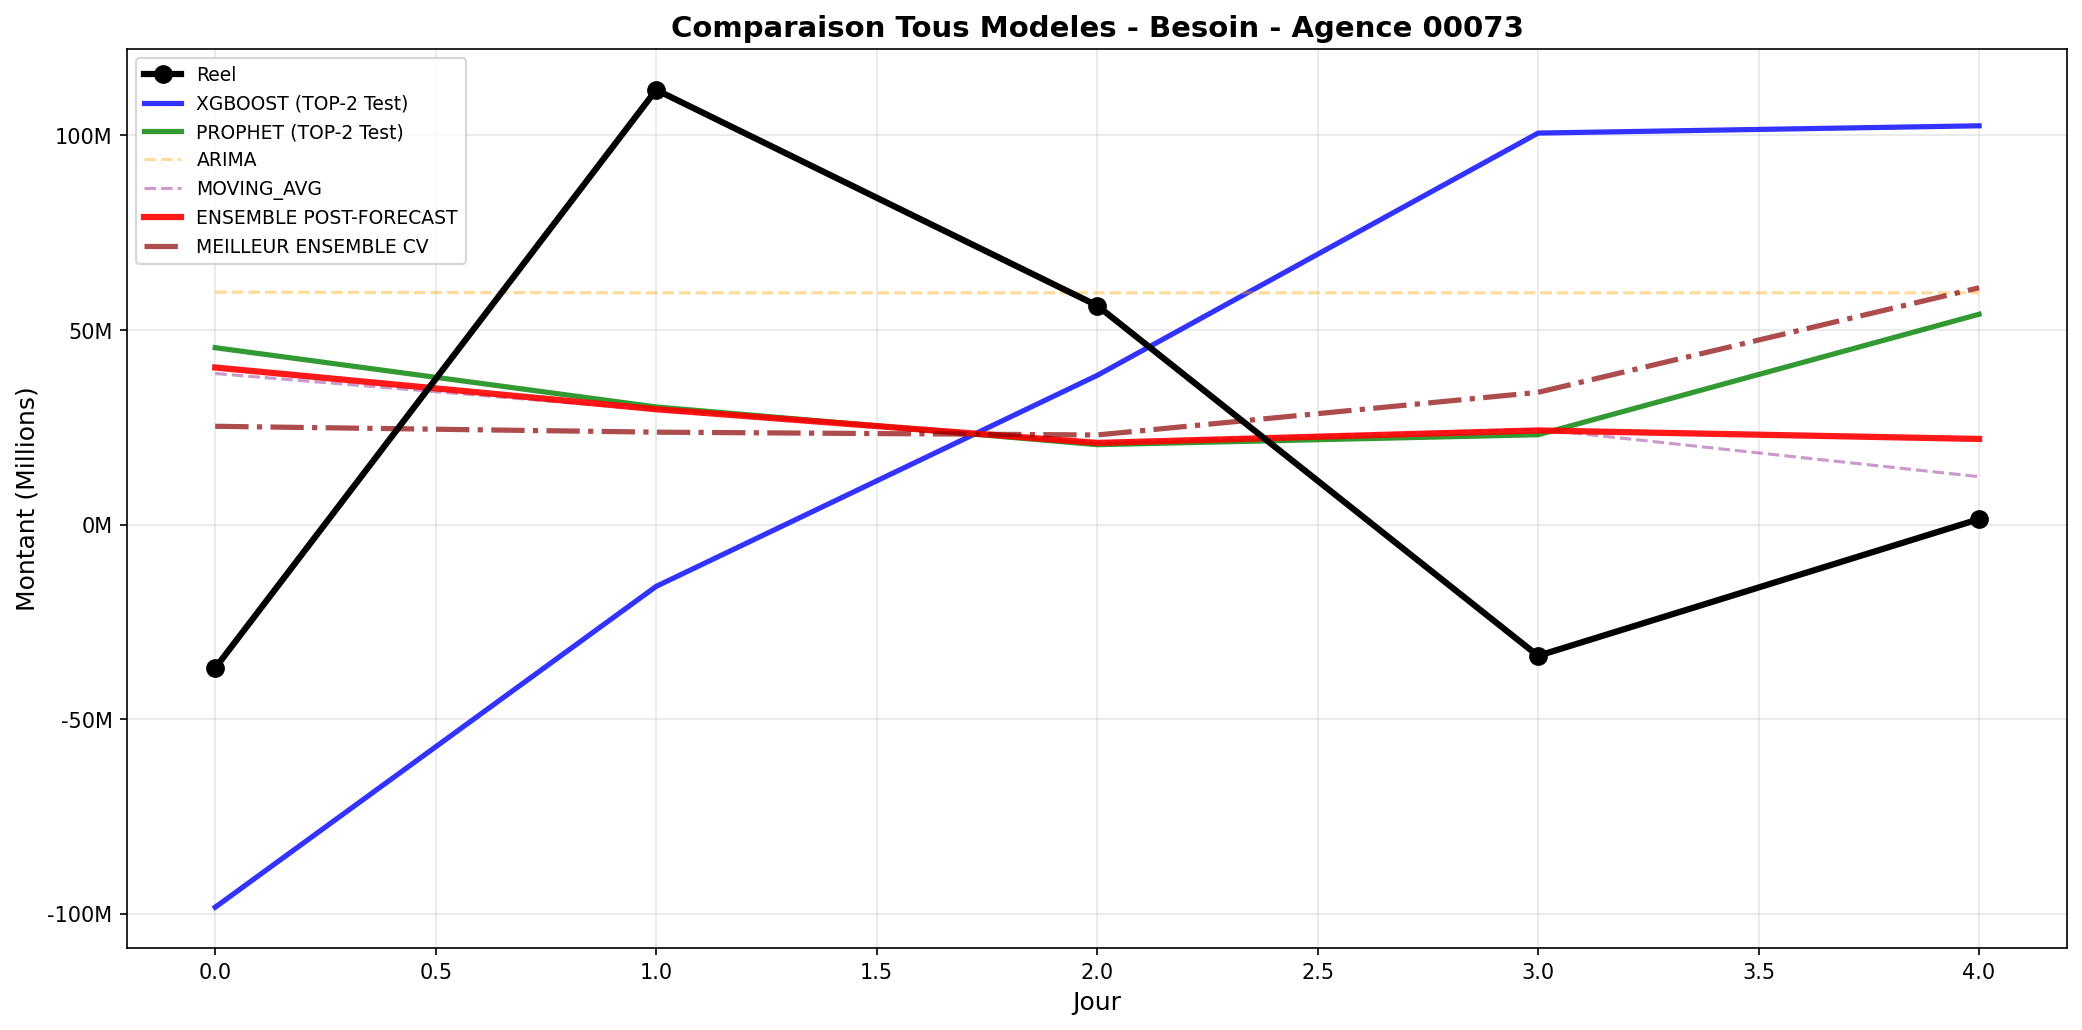 Comparaison Tous Modeles - Besoin - Agence 00073
Reel
XGBOOST (TOP-2 Test)
PROPHET (TOP-2 Test)
ARIMA
MOVING_AVG
ENSEMBLE POST-FORECAST
MEILLEUR ENSEMBLE CV
Montant (Millions)
100M
50M
0M
-50M
-100M
0.0 0.5 1.0 1.5 2.0 2.5 3.0 3.5 4.0
Jour